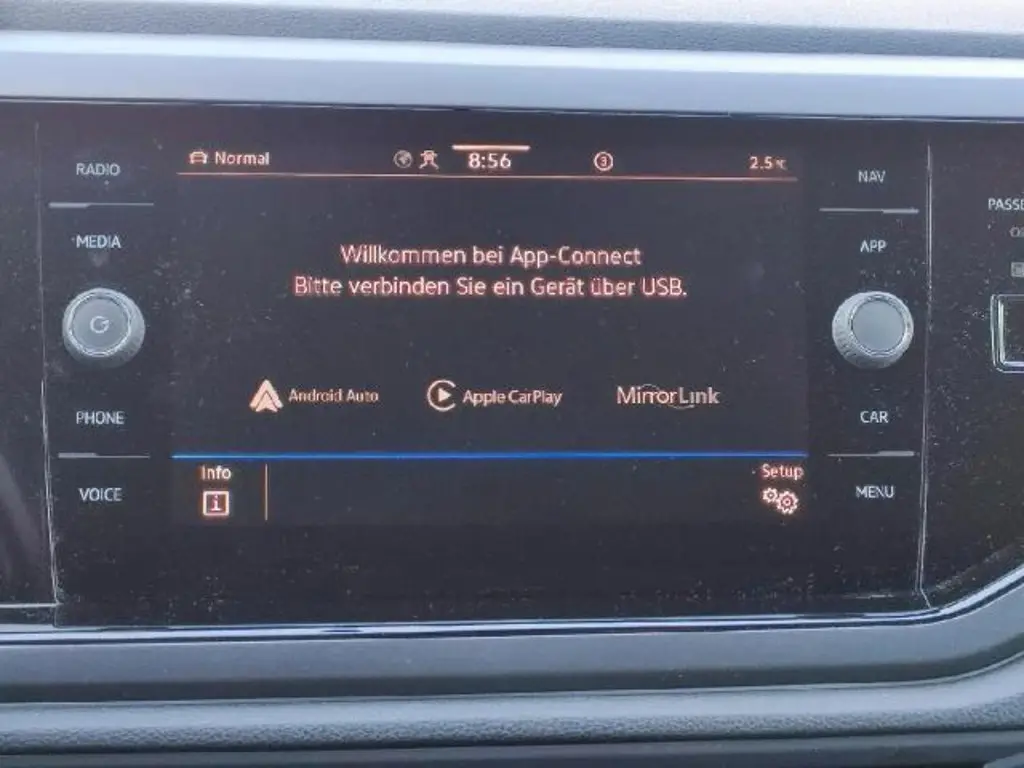 Normal 8:56 3 2.5 °C
RADIO
MEDIA
PHONE
VOICE
Willkommen bei App-Connect
Bitte verbinden Sie ein Gerät über USB.
Android Auto Apple CarPlay MirrorLink
Info
i
Setup
NAV
APP
CAR
MENU